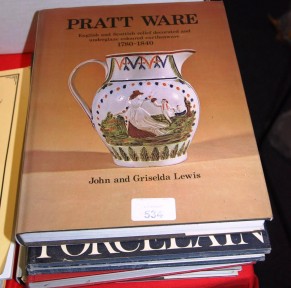 PRATT WARE
English and Scottish relief decorated and
underglaze coloured earthenware
1780-1840
John and Griselda Lewis
534
PORCELAIN